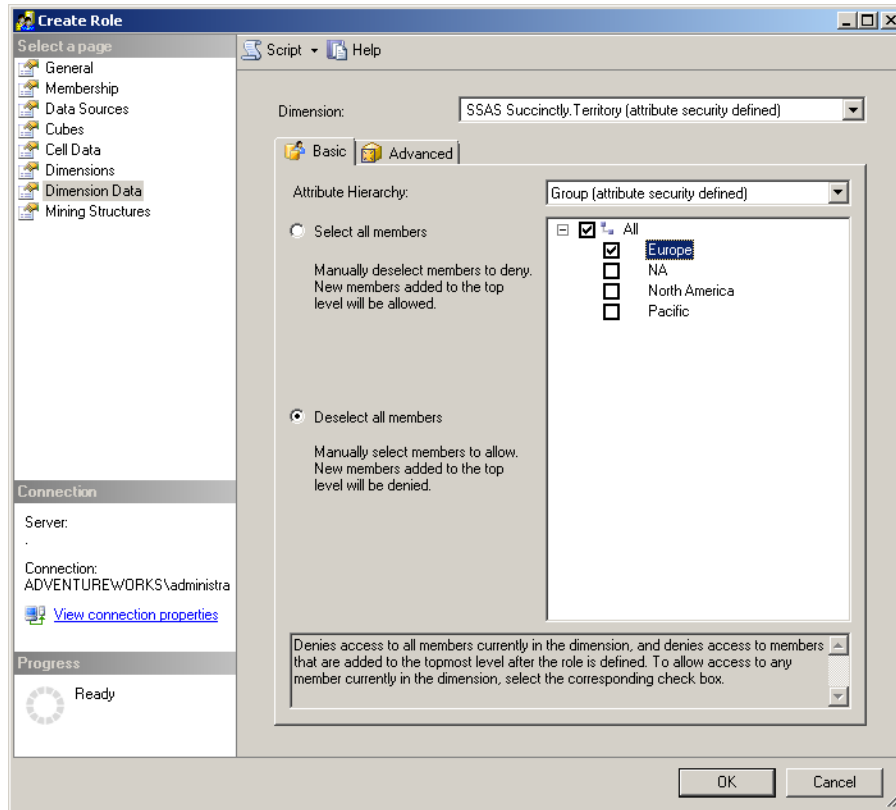 Create Role
Select a page
General
Membership
Data Sources
Cubes
Cell Data
Dimensions
Dimension Data
Mining Structures
Connection
Server:
.
Connection:
ADVENTUREWORKS\administra
View connection properties
Progress
Ready
Script
Help
Dimension:
SSAS Succinctly.Territory (attribute security defined)
Basic
Advanced
Attribute Hierarchy:
Group (attribute security defined)
Select all members
Manually deselect members to deny.
New members added to the top
level will be allowed.
Deselect all members
Manually select members to allow.
New members added to the top
level will be denied.
All
Europe
NA
North America
Pacific
Denies access to all members currently in the dimension, and denies access to members
that are added to the topmost level after the role is defined. To allow access to any
member currently in the dimension, select the corresponding check box.
OK
Cancel